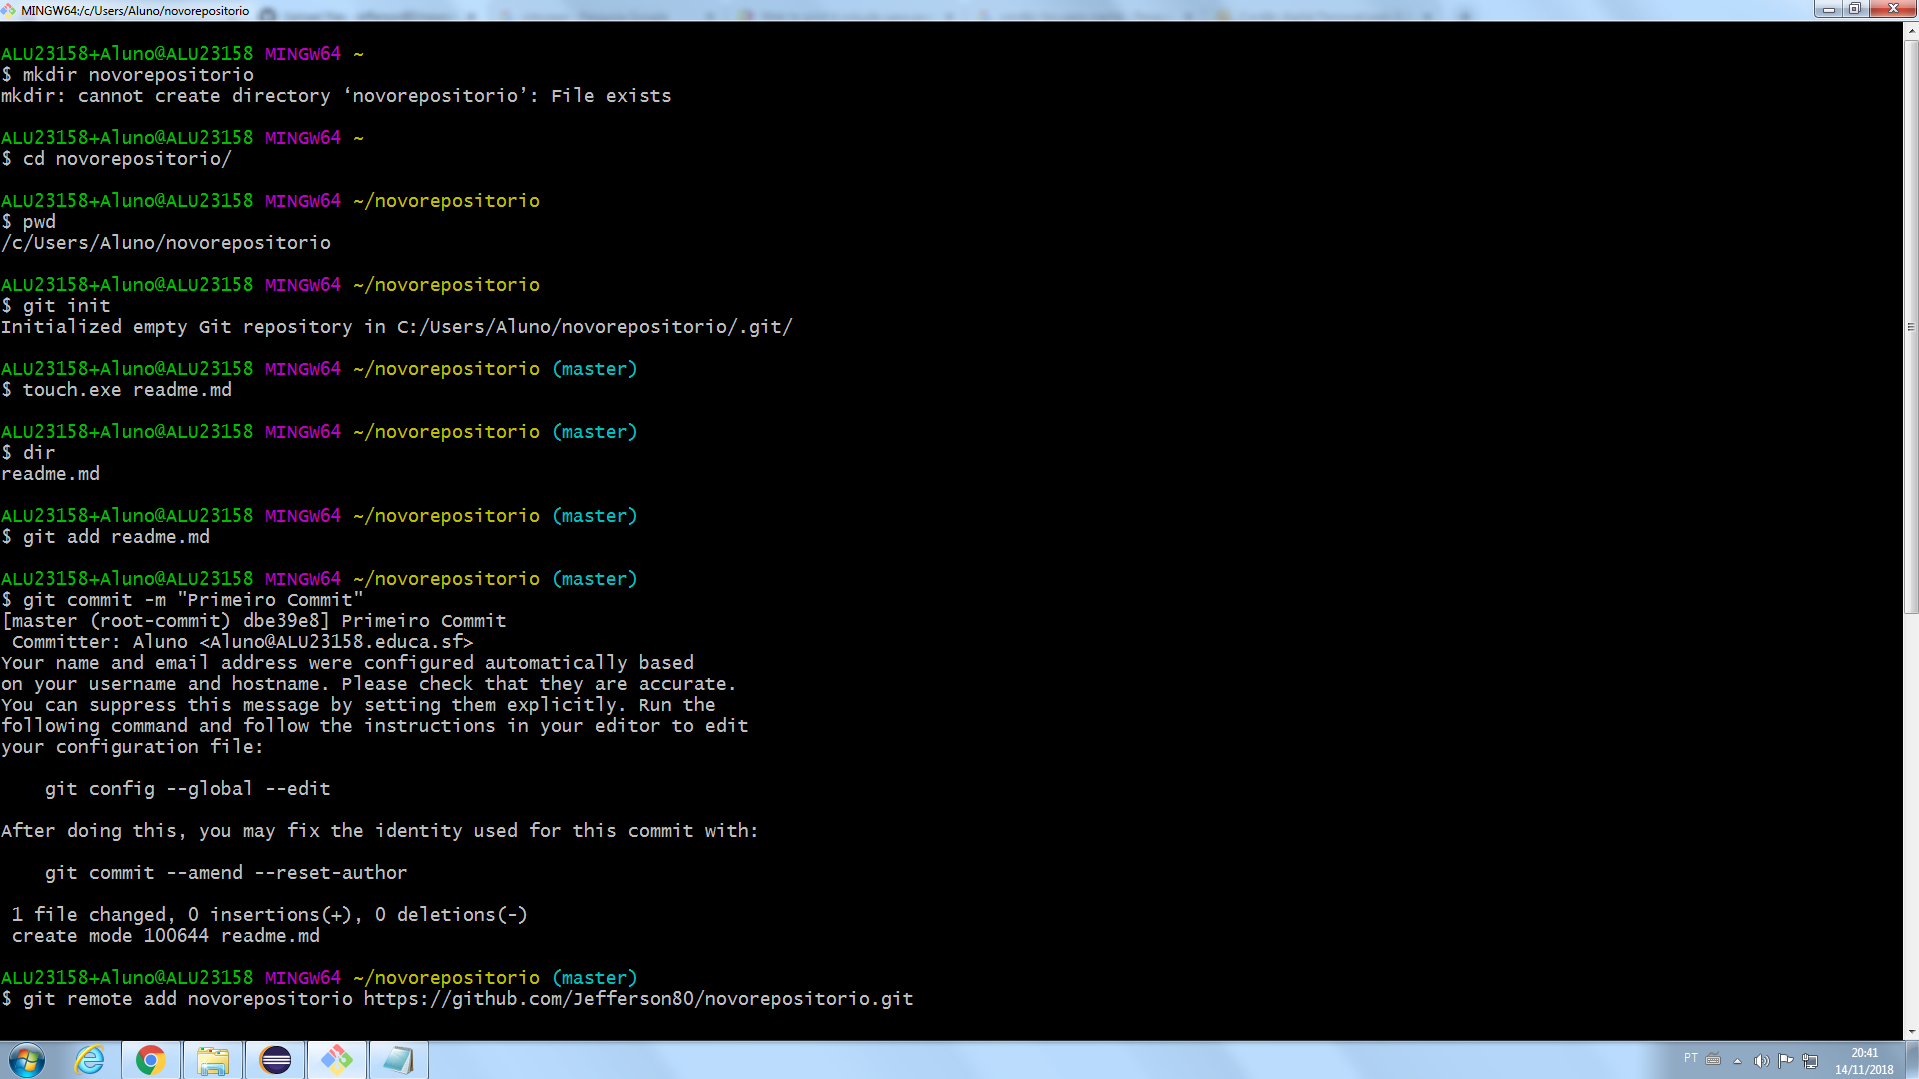 MINGW64:/c/Users/Aluno/novorepositorio
ALU23158+Aluno@ALU23158 MINGW64 ~
$ mkdir novorepositorio
mkdir: cannot create directory ‘novorepositorio’: File exists
ALU23158+Aluno@ALU23158 MINGW64 ~
$ cd novorepositorio/
ALU23158+Aluno@ALU23158 MINGW64 ~/novorepositorio
$ pwd
/c/Users/Aluno/novorepositorio
ALU23158+Aluno@ALU23158 MINGW64 ~/novorepositorio
$ git init
Initialized empty Git repository in C:/Users/Aluno/novorepositorio/.git/
ALU23158+Aluno@ALU23158 MINGW64 ~/novorepositorio (master)
$ touch.exe readme.md
ALU23158+Aluno@ALU23158 MINGW64 ~/novorepositorio (master)
$ dir
readme.md
ALU23158+Aluno@ALU23158 MINGW64 ~/novorepositorio (master)
$ git add readme.md
ALU23158+Aluno@ALU23158 MINGW64 ~/novorepositorio (master)
$ git commit -m "Primeiro Commit"
[master (root-commit) dbe39e8] Primeiro Commit
 Committer: Aluno <Aluno@ALU23158.educa.sf>
Your name and email address were configured automatically based
on your username and hostname. Please check that they are accurate.
You can suppress this message by setting them explicitly. Run the
following command and follow the instructions in your editor to edit
your configuration file:
    git config --global --edit
After doing this, you may fix the identity used for this commit with:
    git commit --amend --reset-author
 1 file changed, 0 insertions(+), 0 deletions(-)
 create mode 100644 readme.md
ALU23158+Aluno@ALU23158 MINGW64 ~/novorepositorio (master)
$ git remote add novorepositorio https://github.com/Jefferson80/novorepositorio.git
PT
20:41
14/11/2018